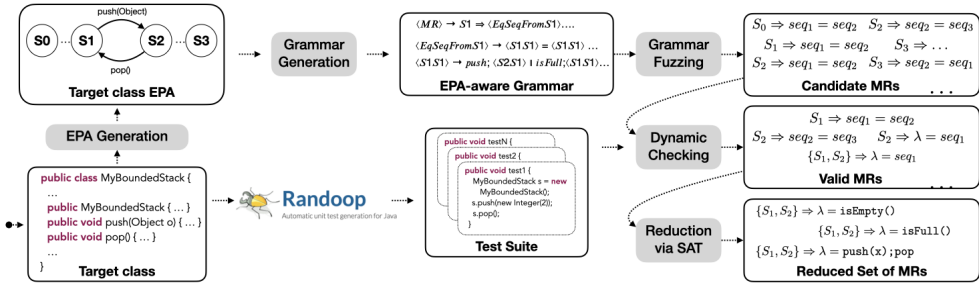 push(Object)
S0 ... S1 S2 ... S3
pop()
Target class EPA
EPA Generation
public class MyBoundedStack {
...
public MyBoundedStack { ... }
public void push(Object o) { ... }
public void pop() { ... }
...
}
Target class
Grammar
Generation
⟨MR⟩ → S1 ⇒ ⟨EqSeqFromS1⟩....
⟨EqSeqFromS1⟩ → ⟨S1S1⟩ = ⟨S1S1⟩ ...
⟨S1S1⟩ → push; ⟨S2S1⟩ | isFull;⟨S1S1⟩...
EPA-aware Grammar
Randoop
Automatic unit test generation for Java
public void testN {
public void test2 {
public void test1 {
MyBoundedStack s = new
MyBoundedStack();
s.push(new Integer(2));
s.pop();
}
Test Suite
Grammar
Fuzzing
S₀ ⇒ seq₁ = seq₂ S₂ ⇒ seq₂ = seq₃
S₁ ⇒ seq₁ = seq₂ S₃ ⇒ ...
S₂ ⇒ seq₁ = seq₂ S₃ ⇒ seq₂ = seq₁
Candidate MRs ...
Dynamic
Checking
S₁ ⇒ seq₁ = seq₂
S₂ ⇒ seq₂ = seq₃ S₂ ⇒ λ = seq₁
{S₁, S₂} ⇒ λ = seq₁
Valid MRs ...
Reduction
via SAT
{S₁, S₂} ⇒ λ = isEmpty()
{S₁, S₂} ⇒ λ = isFull()
{S₁, S₂} ⇒ λ = push(x);pop
Reduced Set of MRs